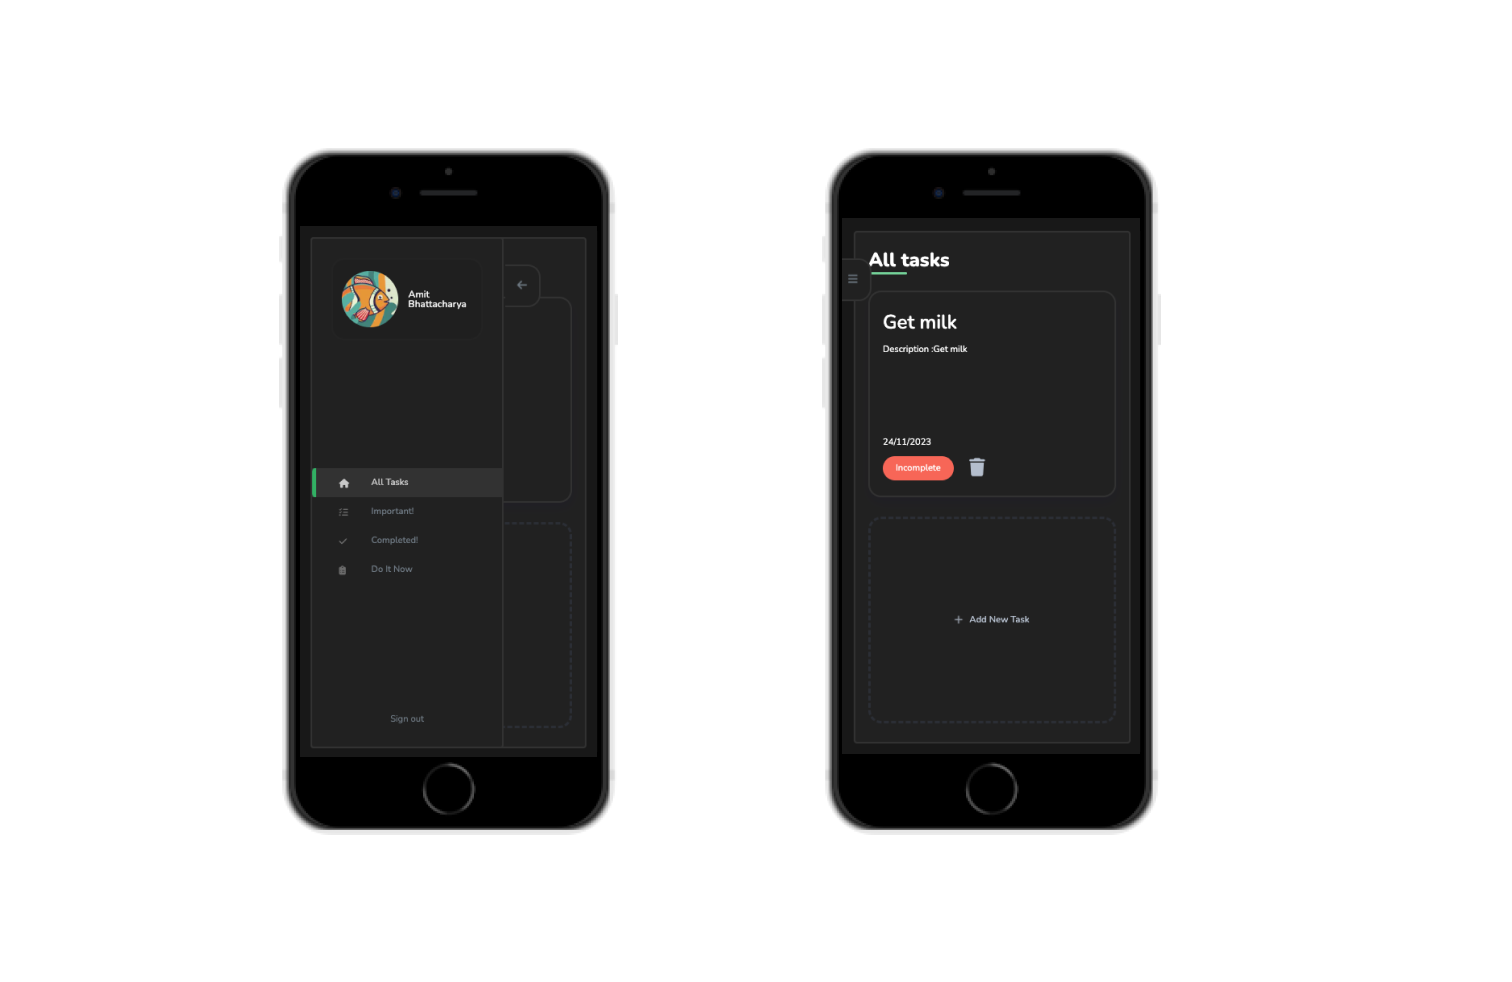 Amit
Bhattacharya
All Tasks
Important!
Completed!
Do It Now
Sign out
All tasks
Get milk
Description :Get milk
24/11/2023
Incomplete
Add New Task